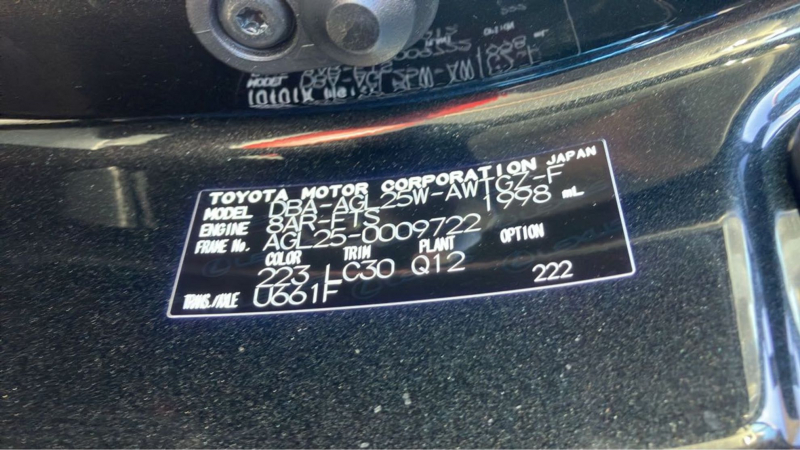 TOYOTA MOTOR CORPORATION JAPAN
MODEL DBA-AGL25W-AWTGZ-F
ENGINE 8AR-FTS 1998 mL
FRAME No. AGL25-0009722
COLOR TRIM PLANT OPTION
223 LC30 Q12 222
TRANS./AXLE U661F